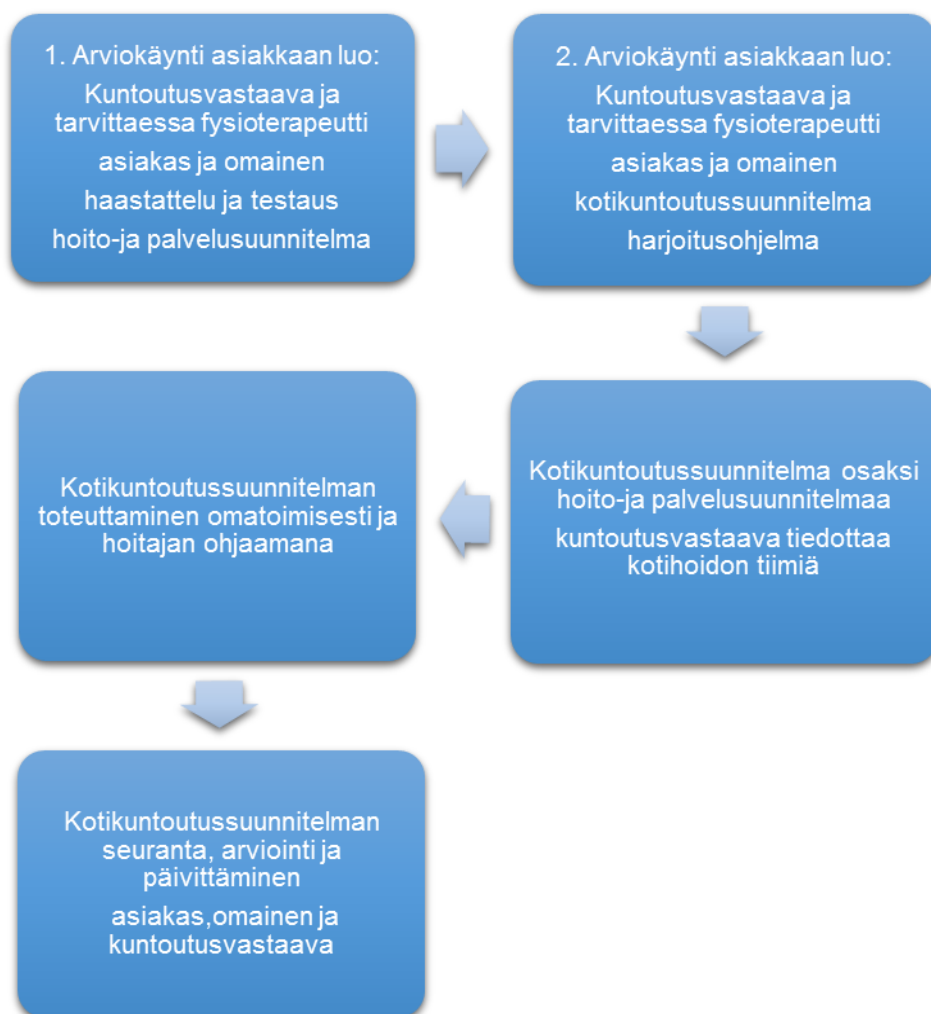 1. Arviokäynti asiakkaan luo:
Kuntoutusvastaava ja
tarvittaessa fysioterapeutti
asiakas ja omainen
haastattelu ja testaus
hoito-ja palvelusuunnitelma
2. Arviokäynti asiakkaan luo:
Kuntoutusvastaava ja
tarvittaessa fysioterapeutti
asiakas ja omainen
kotikuntoutussuunnitelma
harjoitusohjelma
Kotikuntoutussuunnitelma osaksi
hoito-ja palvelusuunnitelmaa
kuntoutusvastaava tiedottaa
kotihoidon tiimiä
Kotikuntoutussuunnitelman
toteuttaminen omatoimisesti ja
hoitajan ohjaamana
Kotikuntoutussuunnitelman
seuranta, arviointi ja
päivittäminen
asiakas,omainen ja
kuntoutusvastaava